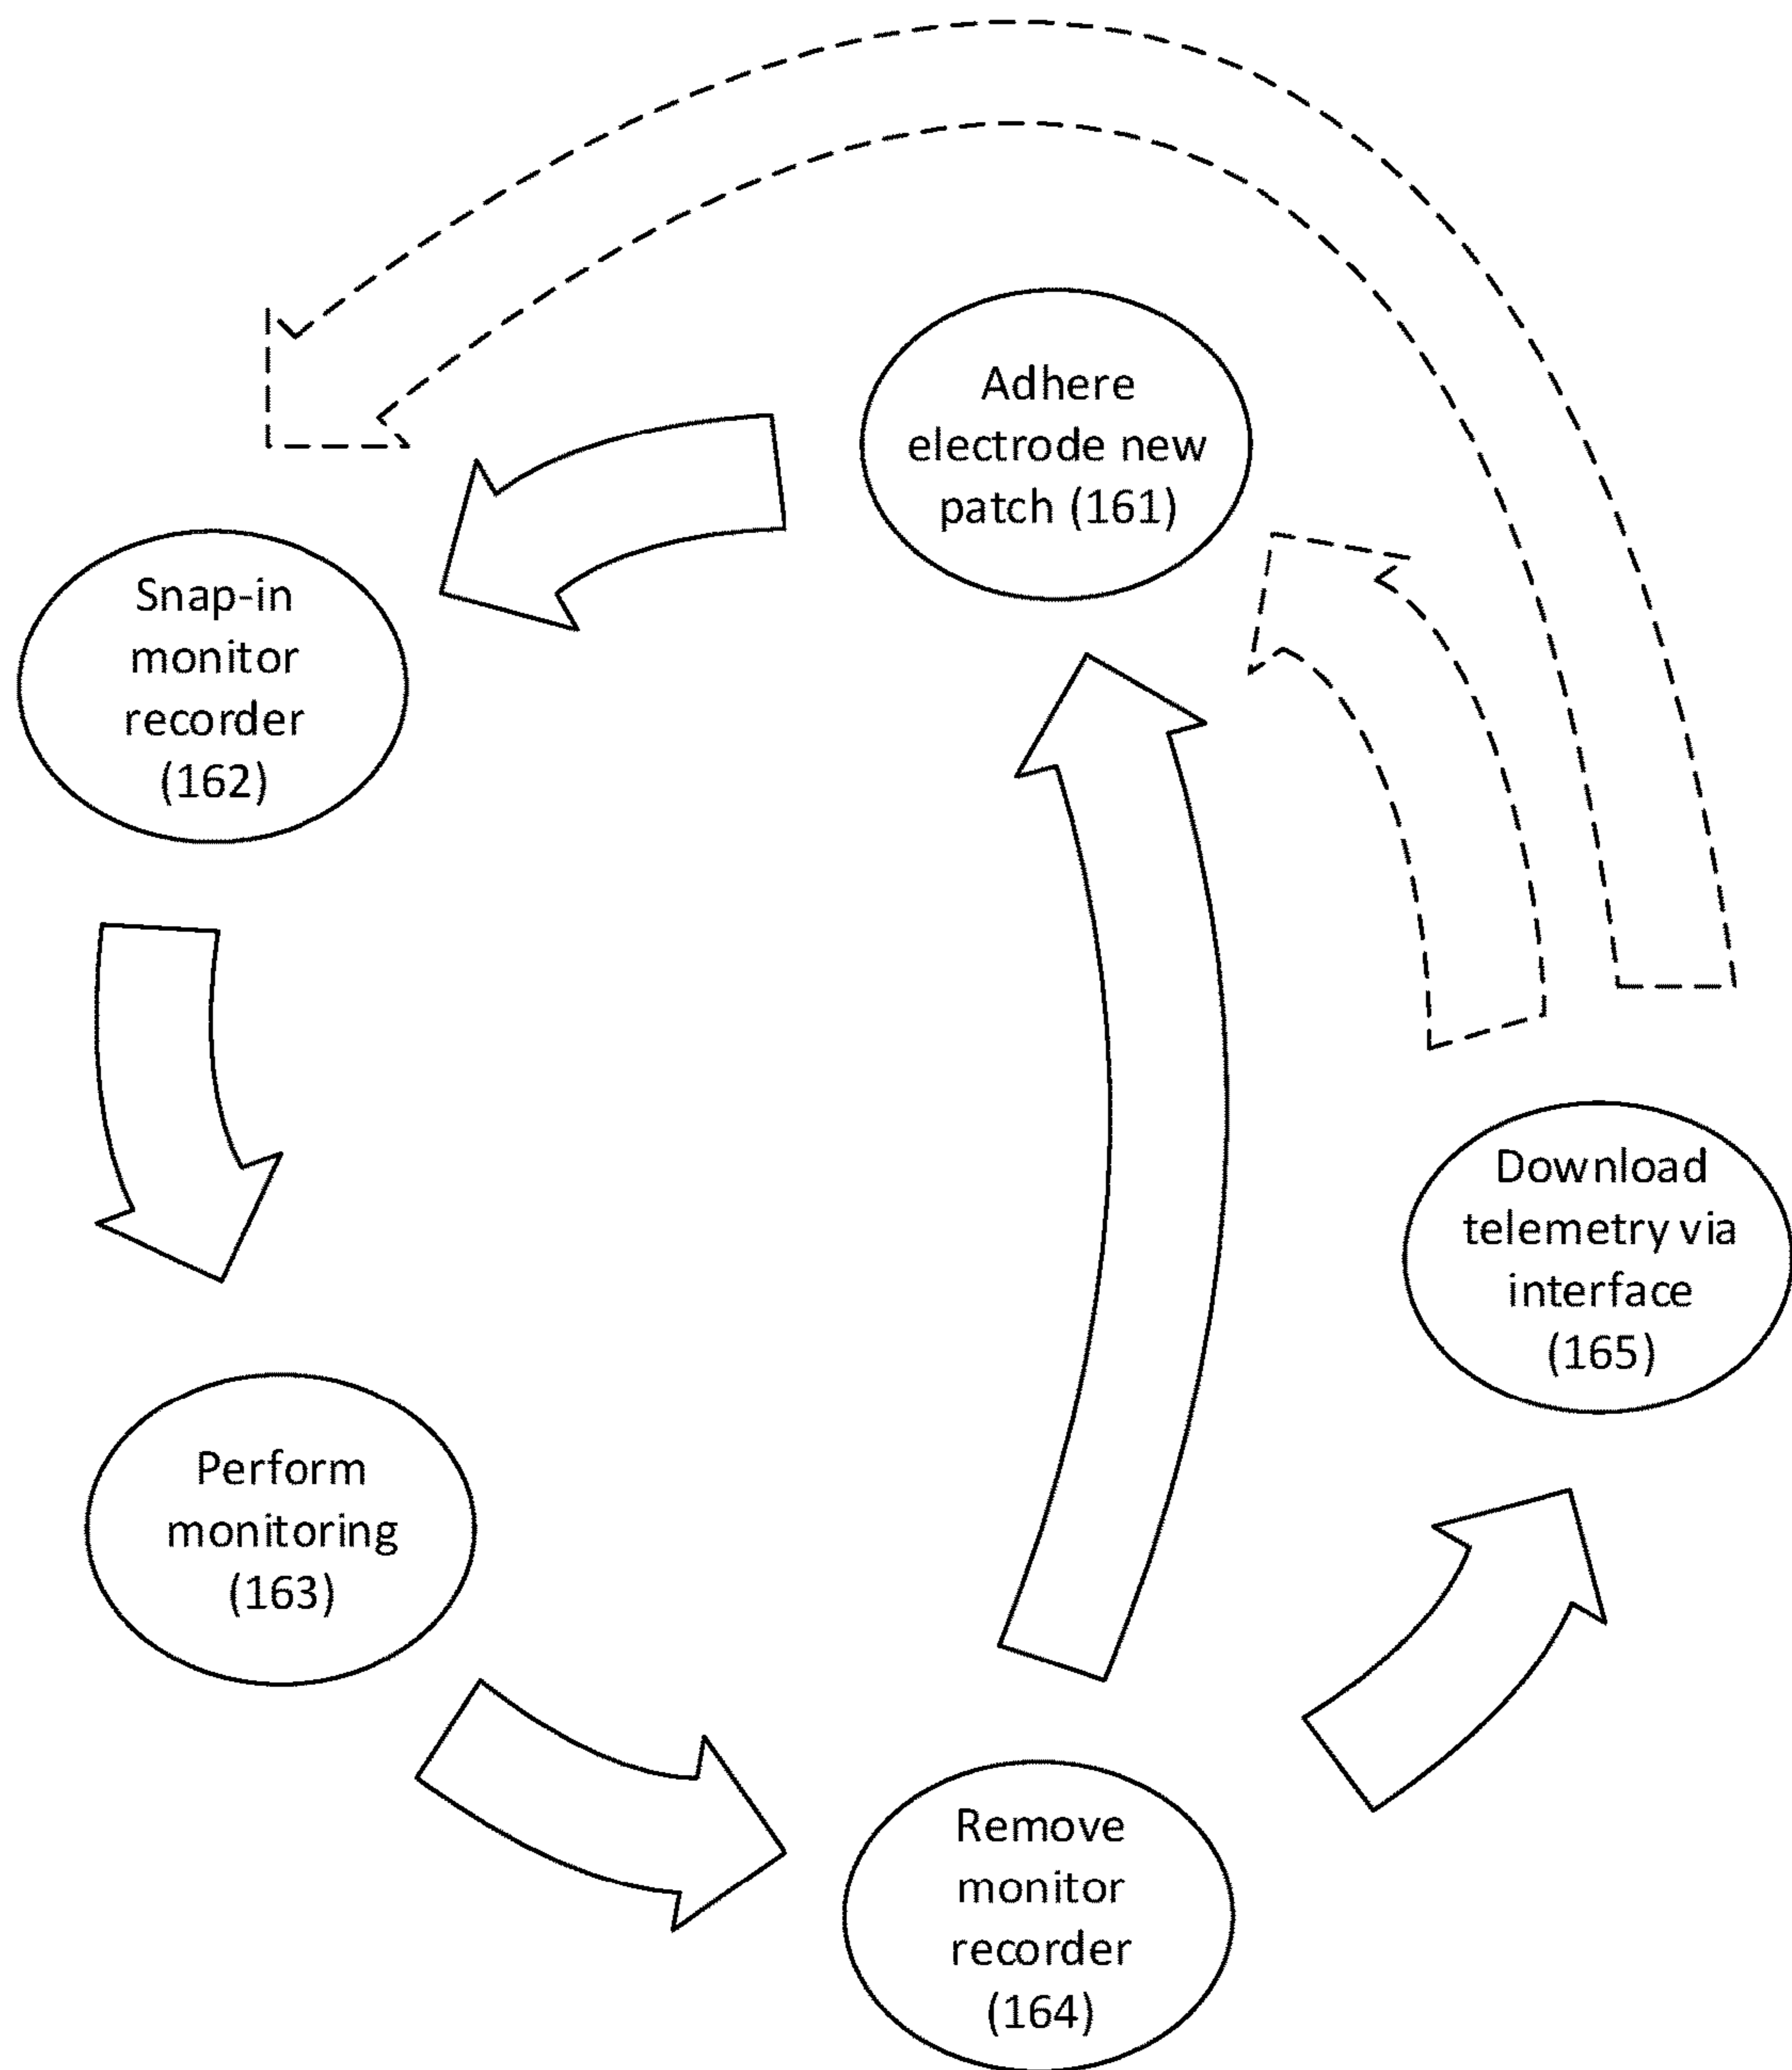 Adhere
electrode new
patch (161)
Snap-in
monitor
recorder
(162)
Perform
monitoring
(163)
Remove
monitor
recorder
(164)
Download
telemetry via
interface
(165)